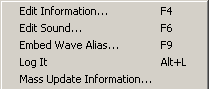 Edit Information... F4
Edit Sound... F6
Embed Wave Alias... F9
Log It Alt+L
Mass Update Information...